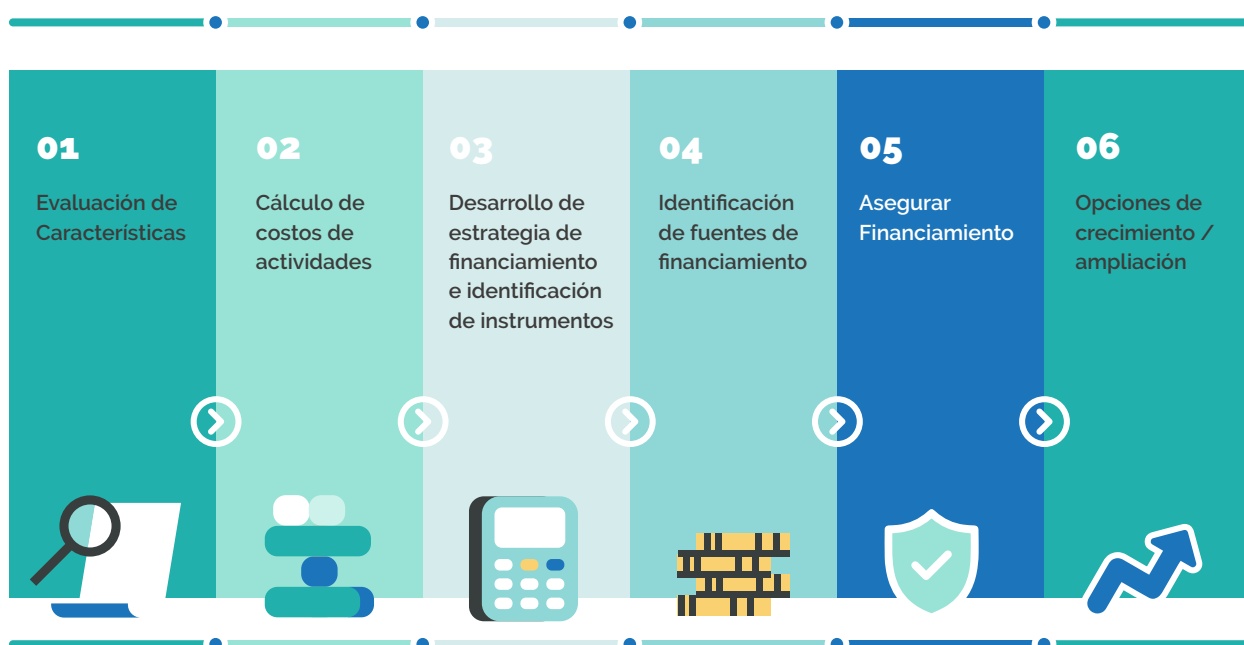 01
Evaluación de
Características
02
Cálculo de
costos de
actividades
03
Desarrollo de
estrategia de
financiamiento
e identificación
de instrumentos
04
Identificación
de fuentes de
financiamiento
05
Asegurar
Financiamiento
06
Opciones de
crecimiento /
ampliación